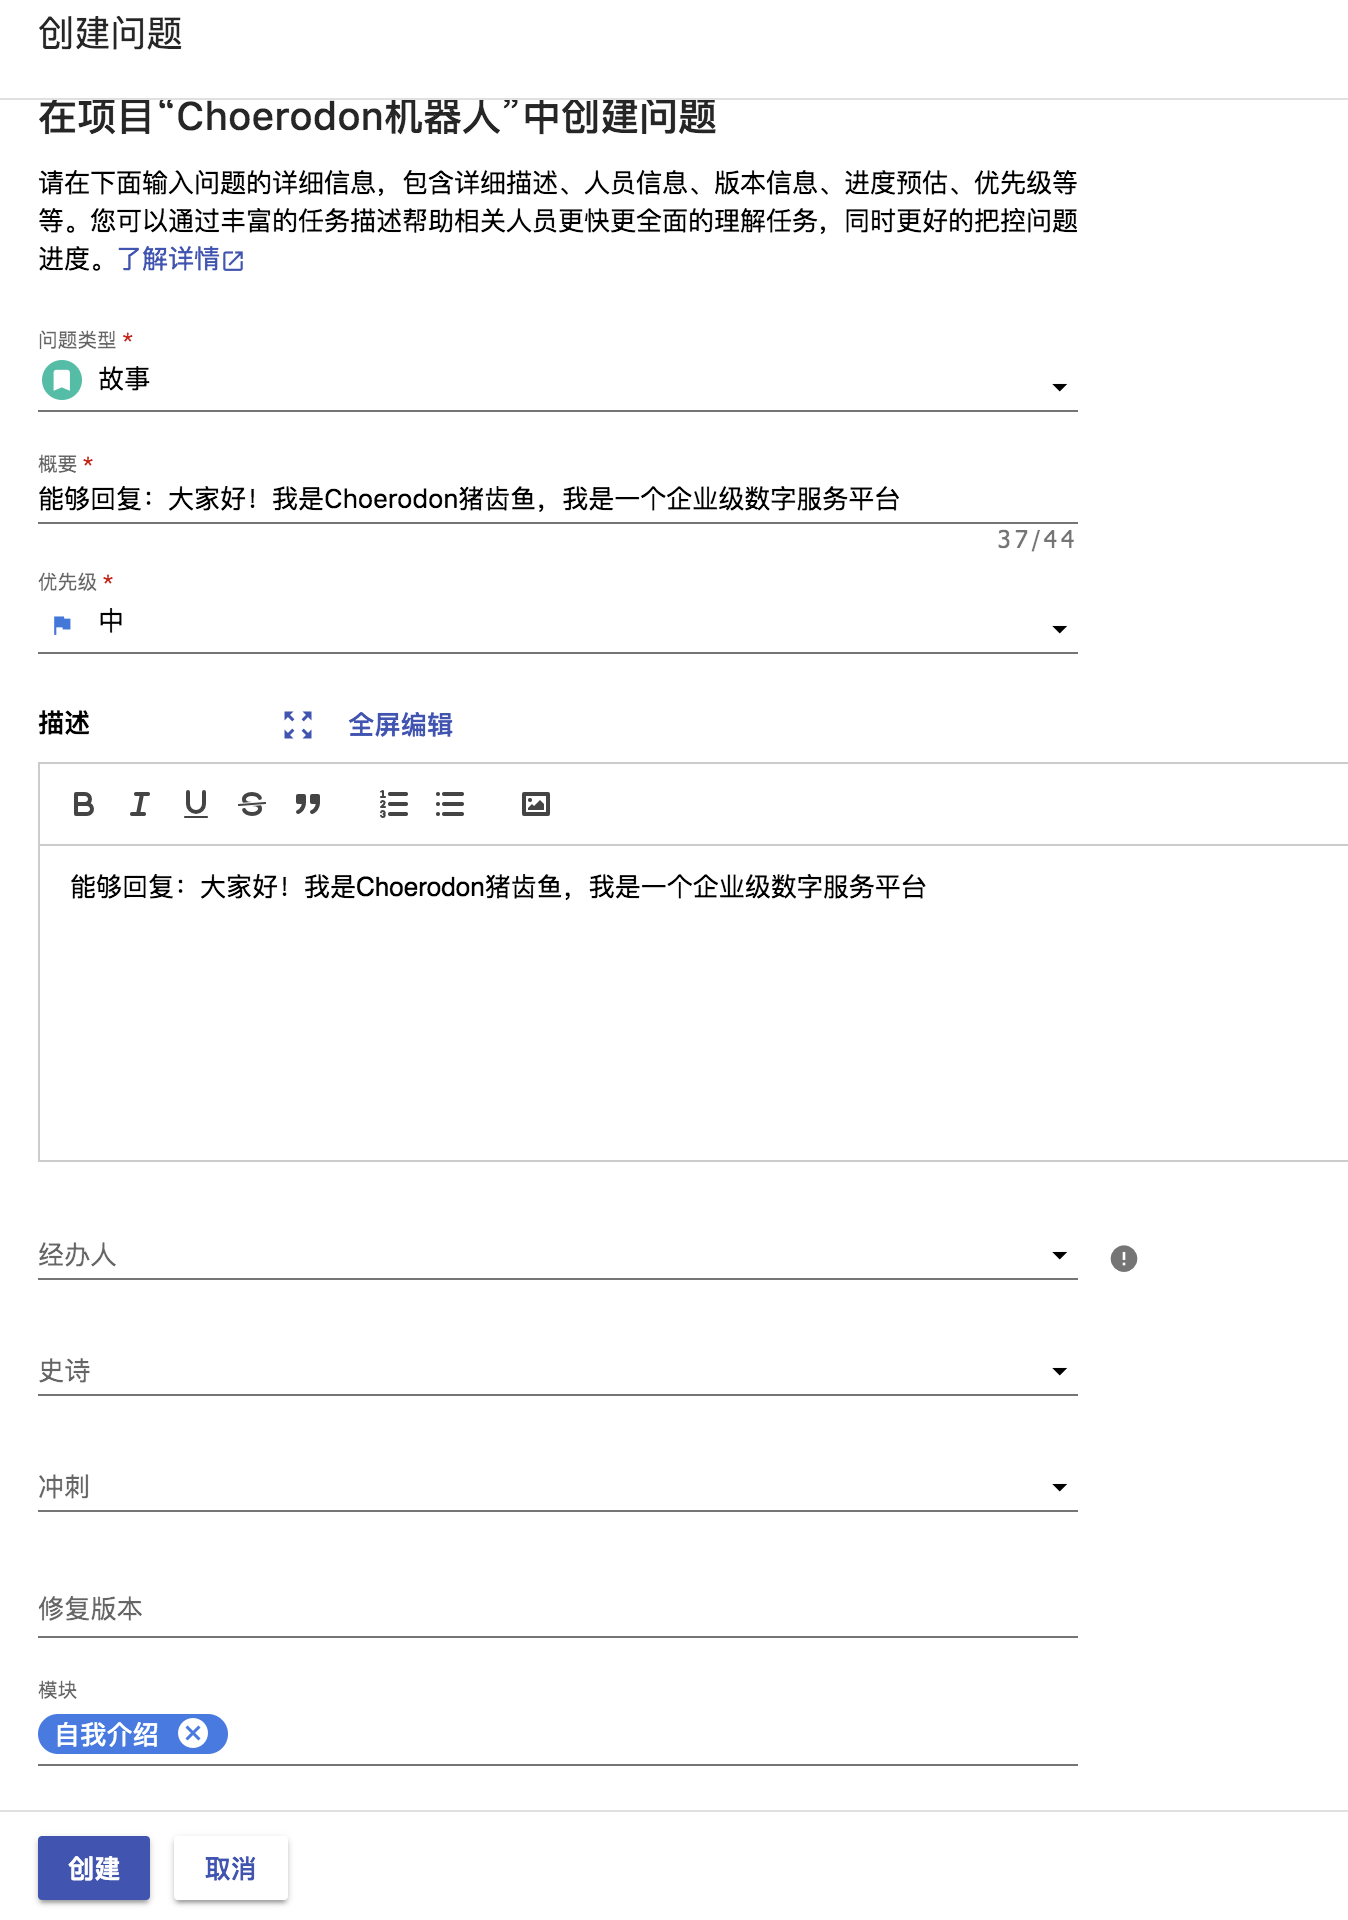 创建问题
在项目“Choerodon机器人”中创建问题
请在下面输入问题的详细信息，包含详细描述、人员信息、版本信息、进度预估、优先级等
等。您可以通过丰富的任务描述帮助相关人员更快更全面的理解任务，同时更好的把控问题
进度。了解详情
问题类型 *
故事
概要 *
能够回复：大家好！我是Choerodon猪齿鱼，我是一个企业级数字服务平台
37/44
优先级 *
中
描述 全屏编辑
能够回复：大家好！我是Choerodon猪齿鱼，我是一个企业级数字服务平台
经办人
史诗
冲刺
修复版本
模块
自我介绍
创建 取消